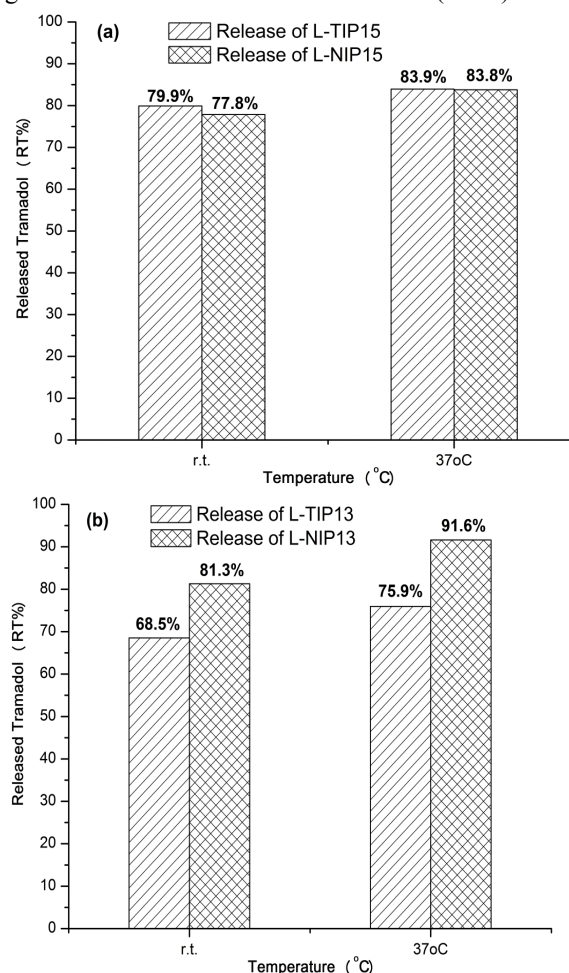 (a)
Release of L-TIP15
Release of L-NIP15
100
90
80
70
60
50
40
30
20
10
0
Released Tramadol ( RT%)
79.9% 77.8%
83.9% 83.8%
r.t. 37oC
Temperature ( °C)
(b)
Release of L-TIP13
Release of L-NIP13
100
90
80
70
60
50
40
30
20
10
0
Released Tramadol ( RT%)
68.5% 81.3%
75.9% 91.6%
r.t. 37oC
Temperature ( °C)